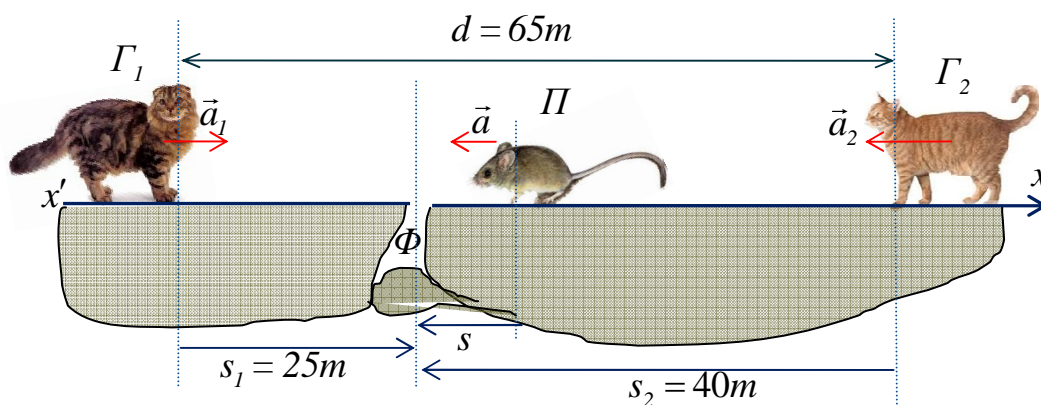 d = 65m
Γ₁
Π
Γ₂
a⃗₁
a⃗
a⃗₂
x′
x
Φ
s
s₁ = 25m
s₂ = 40m